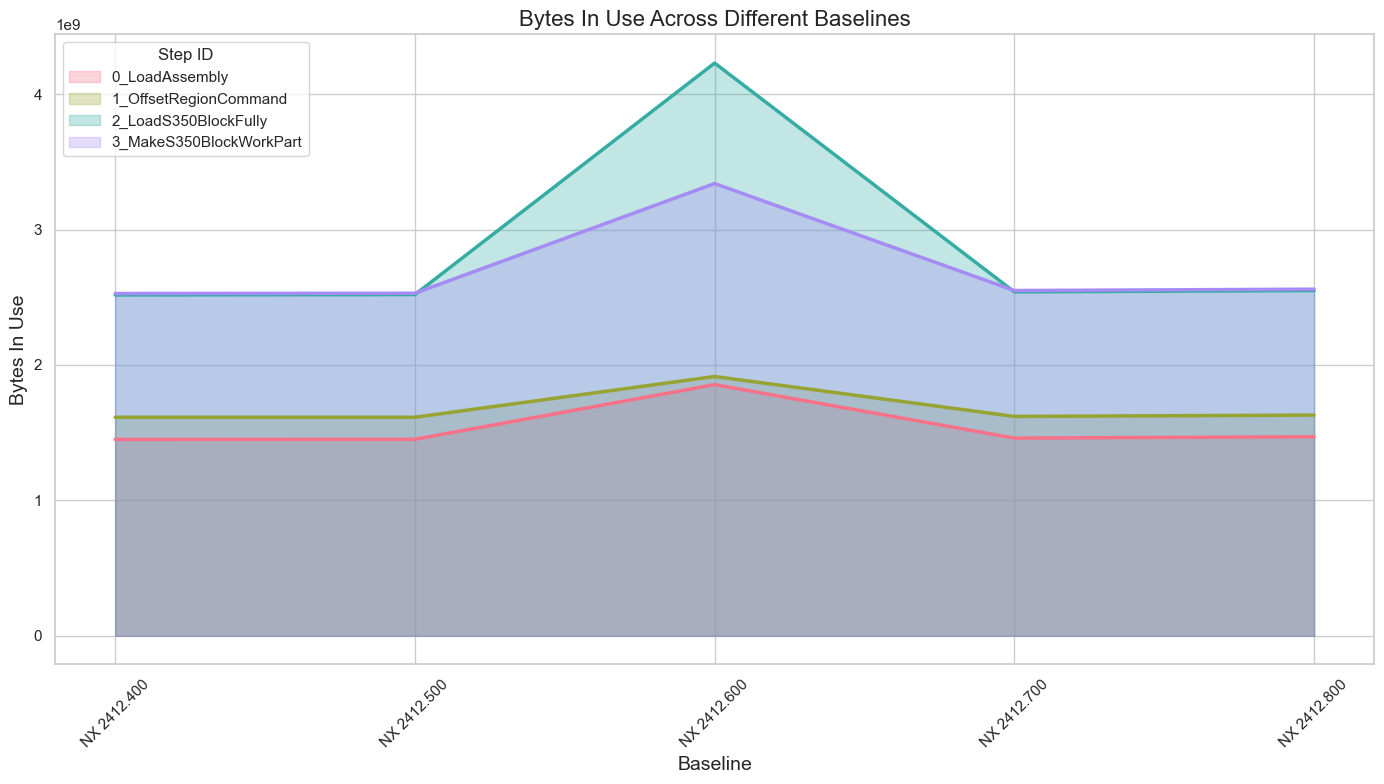 Bytes In Use Across Different Baselines
1e9
Step ID
0_LoadAssembly
1_OffsetRegionCommand
2_LoadS350BlockFully
3_MakeS350BlockWorkPart
4
3
2
1
0
Bytes In Use
NX 2412.400
NX 2412.500
NX 2412.600
NX 2412.700
NX 2412.800
Baseline